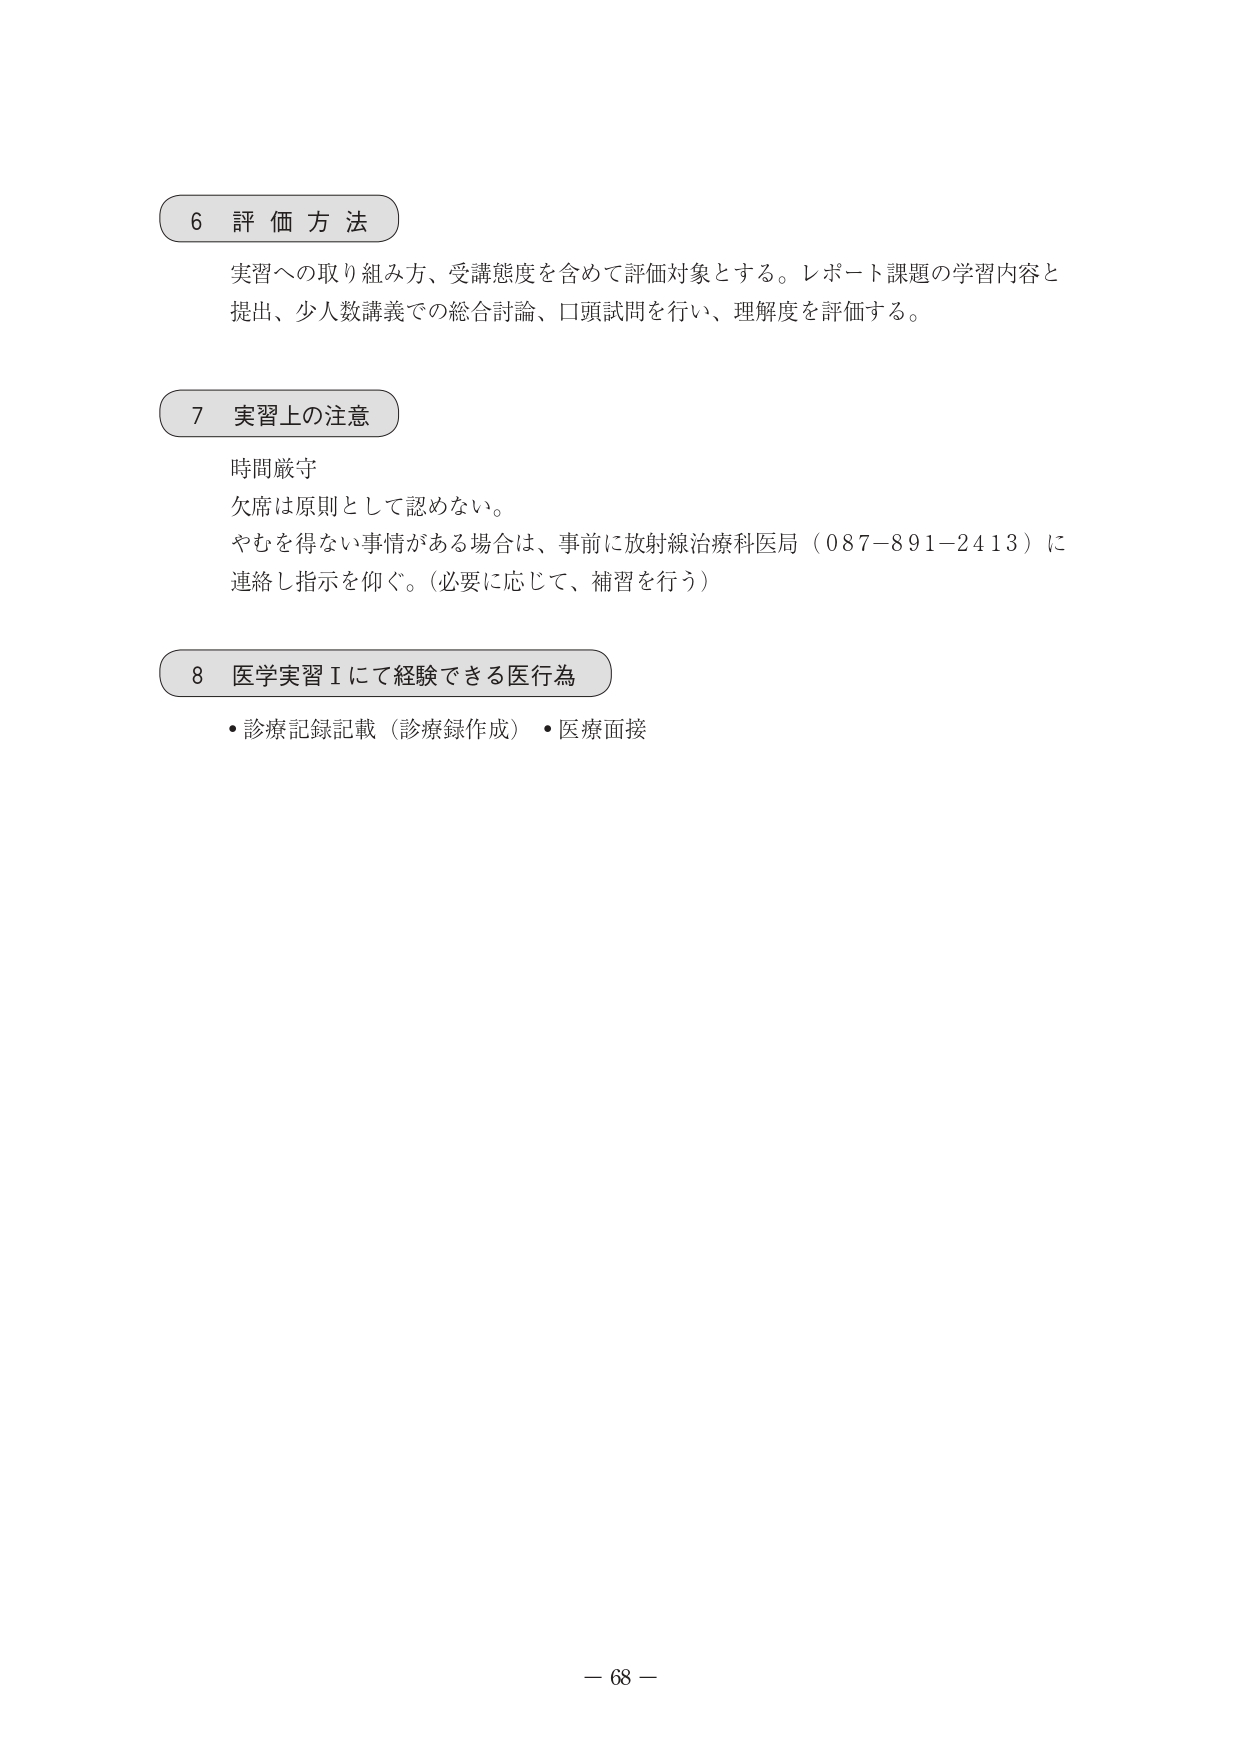 6 評価方法
実習への取り組み方、受講態度を含めて評価対象とする。レポート課題の学習内容と
提出、少人数講義での総合討論、口頭試問を行い、理解度を評価する。
7 実習上の注意
時間厳守
欠席は原則として認めない。
やむを得ない事情がある場合は、事前に放射線治療科医局（087−891−2413）に
連絡し指示を仰ぐ。（必要に応じて、補習を行う）
8 医学実習Ⅰにて経験できる医行為
•診療記録記載（診療録作成） •医療面接
— 68 —